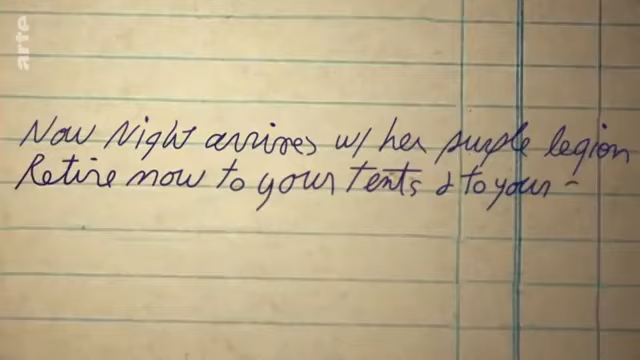 arte
Now Night arrives w/ her purple legion
Retire now to your tents & to your -